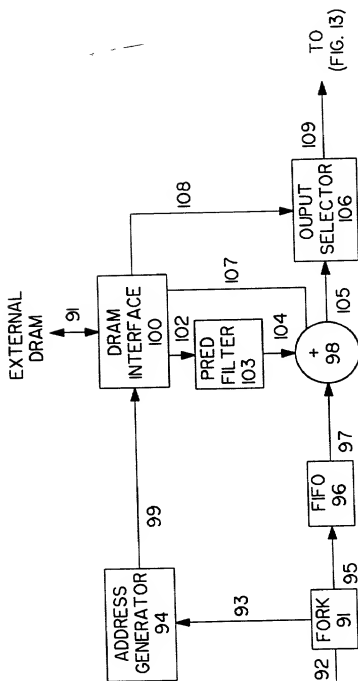 EXTERNAL
DRAM
91
DRAM
INTERFACE
100
108
107
102
PRED
FILTER
103
104
99
ADDRESS
GENERATOR
94
93
92
FORK
91
95
FIFO
96
97
+
98
105
OUPUT
SELECTOR
106
109
TO
(FIG. 13)